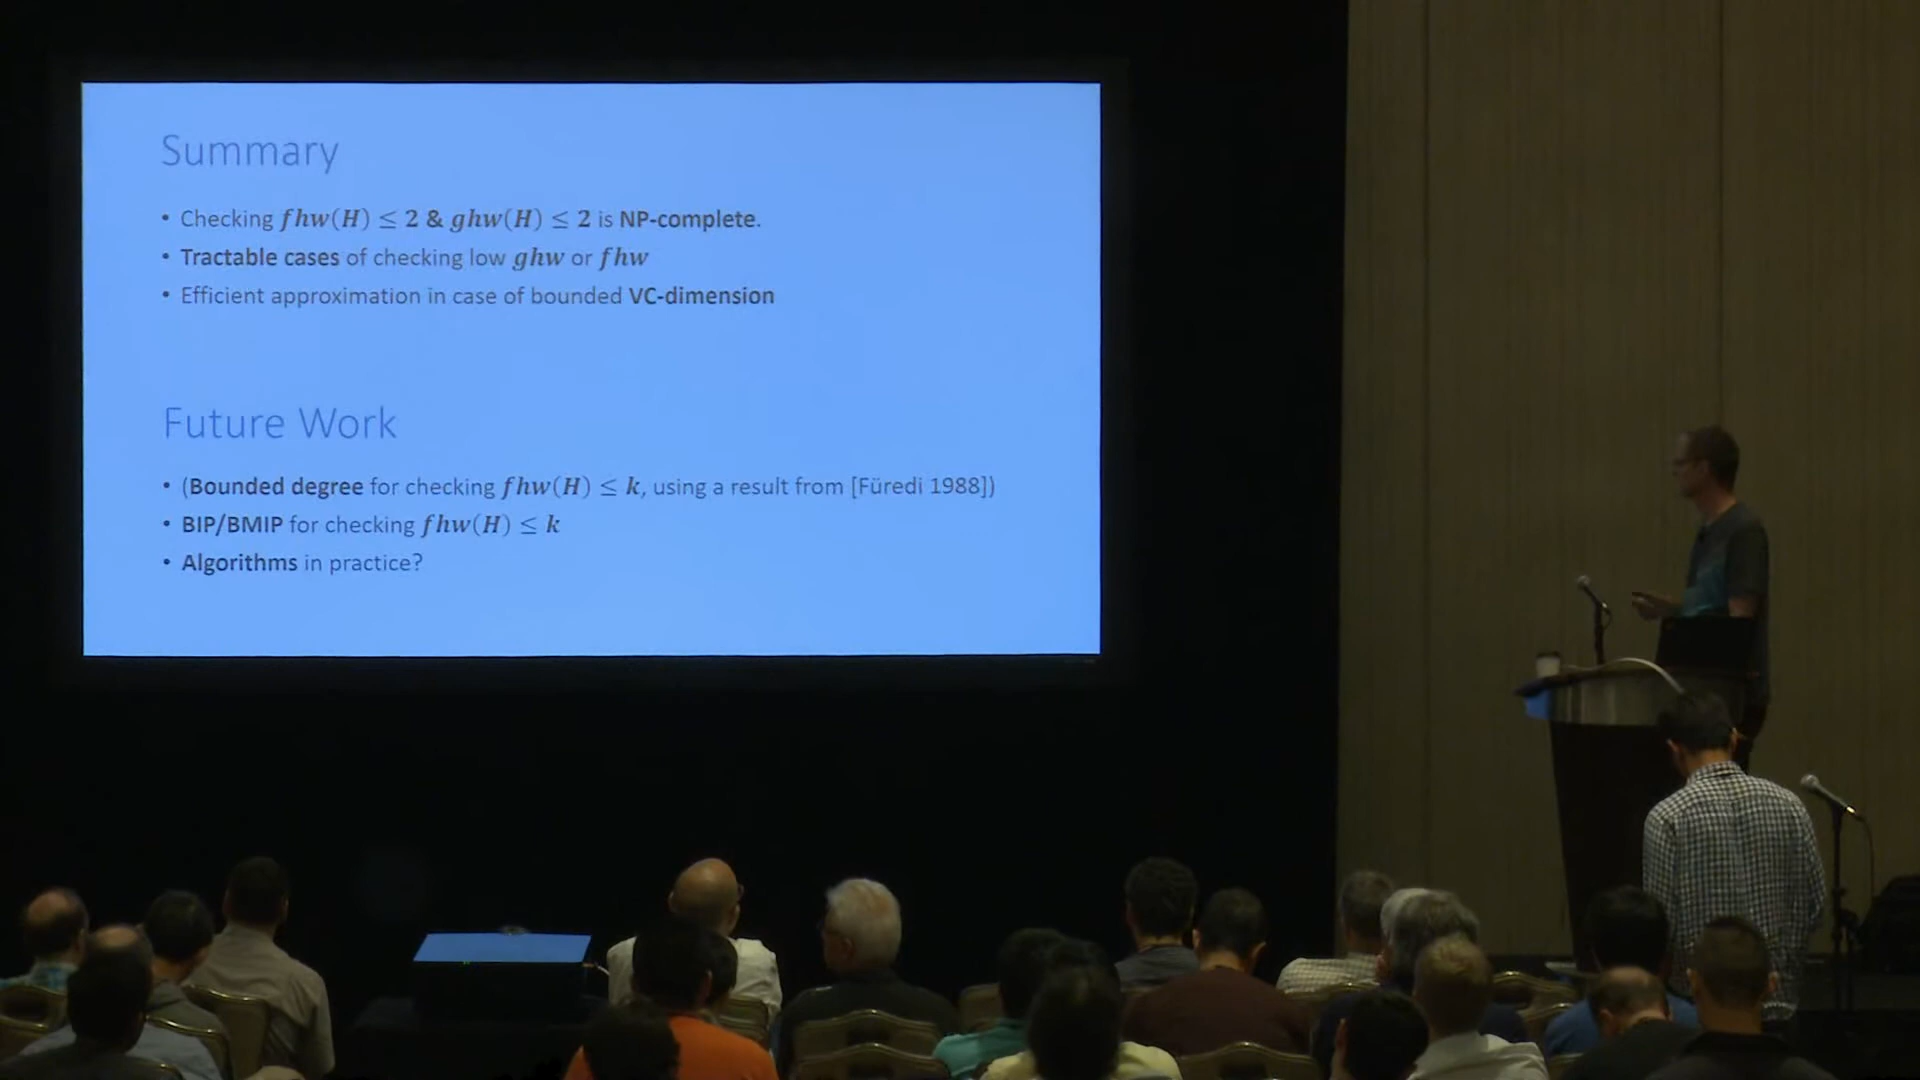 Summary
• Checking fhw(H) ≤ 2 & ghw(H) ≤ 2 is NP-complete.
• Tractable cases of checking low ghw or fhw
• Efficient approximation in case of bounded VC-dimension
Future Work
• (Bounded degree for checking fhw(H) ≤ k, using a result from [Füredi 1988])
• BIP/BMIP for checking fhw(H) ≤ k
• Algorithms in practice?